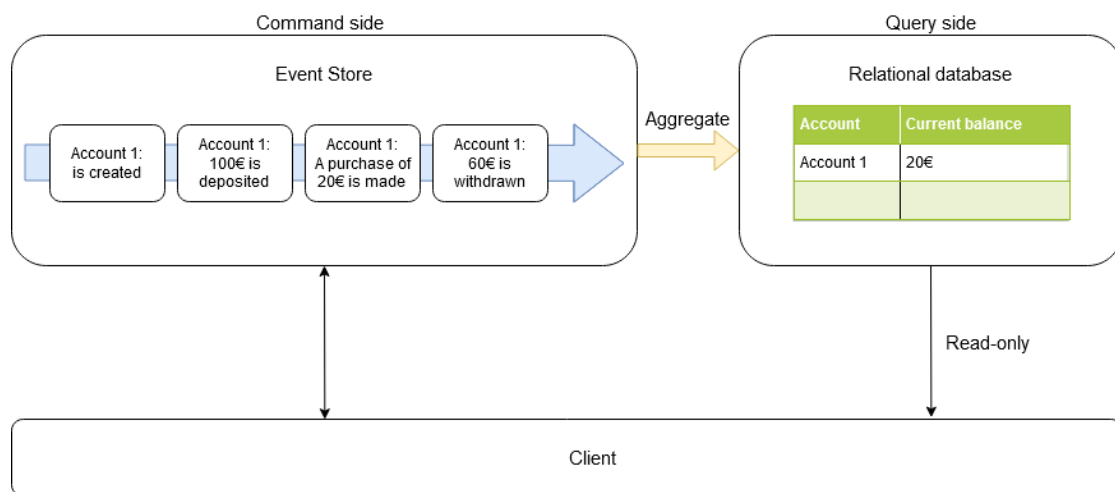 Command side
Query side
Event Store
Relational database
Account 1:
is created
Account 1:
100€ is
deposited
Account 1:
A purchase of
20€ is made
Account 1:
60€ is
withdrawn
Aggregate
Account
Current balance
Account 1
20€
Read-only
Client